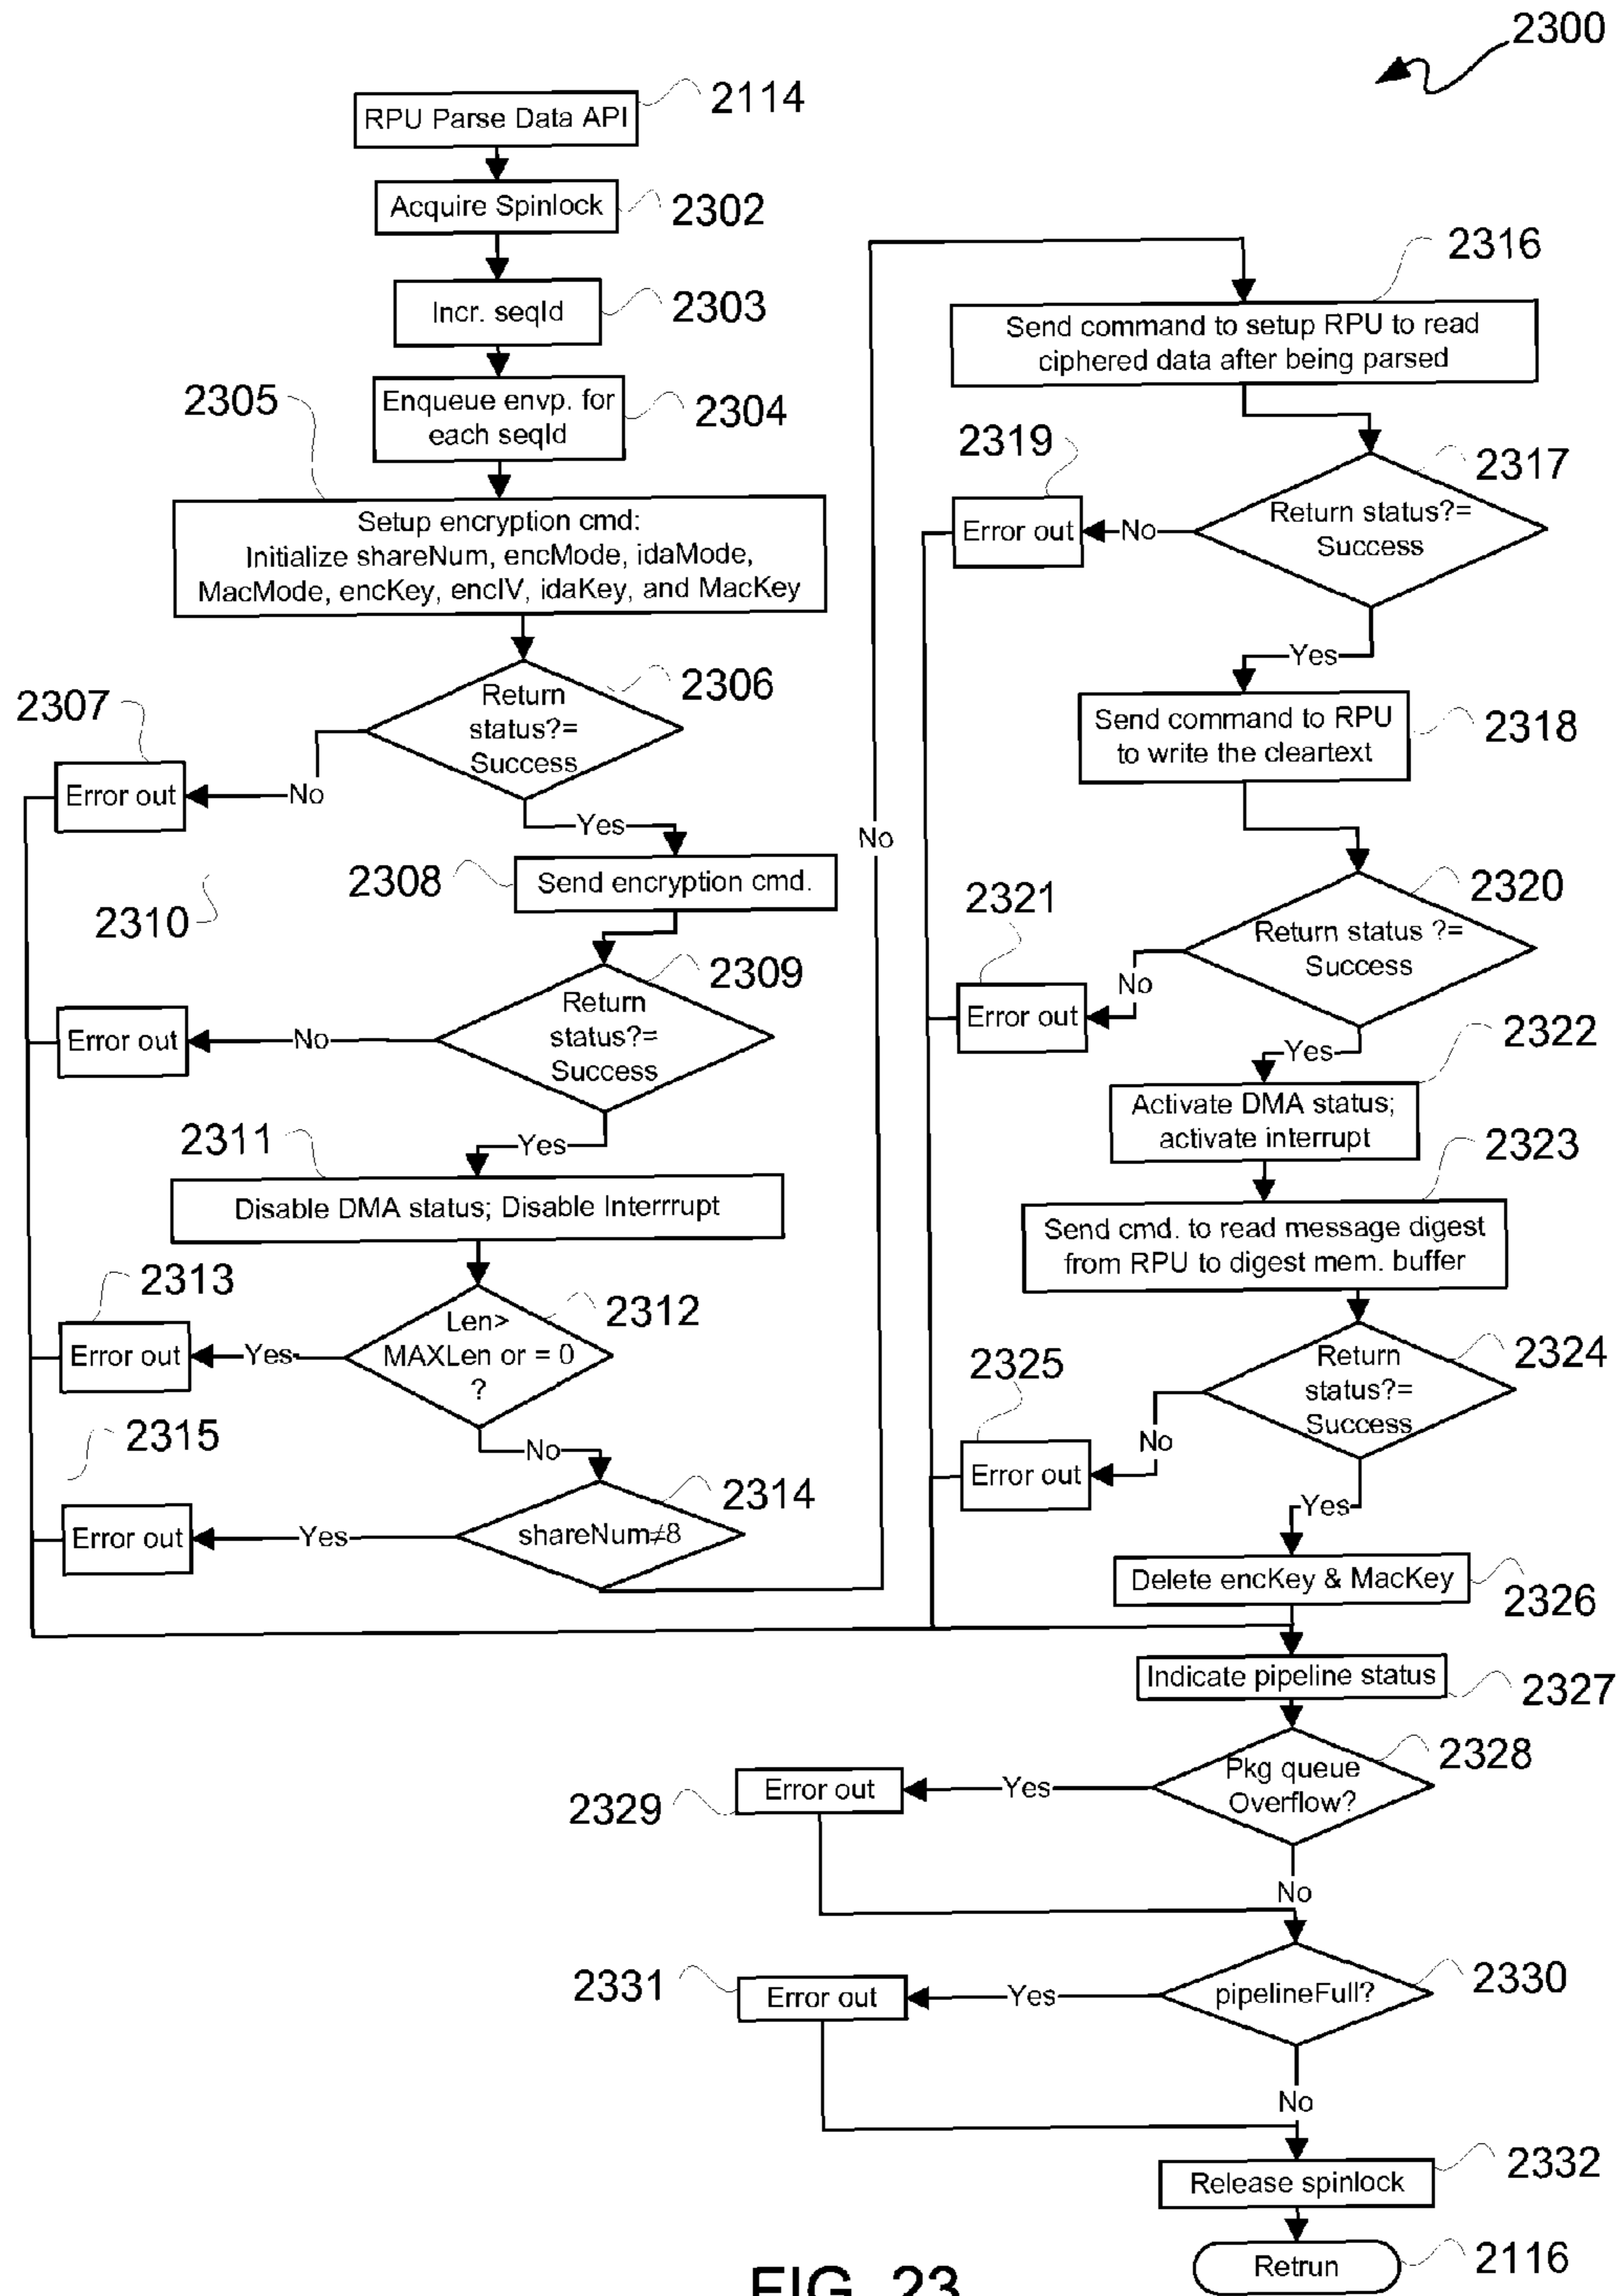 2300
RPU Parse Data API
2114
Acquire Spinlock
2302
Incr. seqId
2303
Enqueue envp. for
each seqId
2304
2305
Setup encryption cmd:
Initialize shareNum, encMode, idaMode,
MacMode, encKey, encIV, idaKey, and MacKey
Return
status?=
Success
2306
2307
Error out
No
Yes
2308
Send encryption cmd.
2310
2309
Return
status?=
Success
Error out
No
Yes
2311
Disable DMA status; Disable Interrrupt
2313
Error out
Yes
Len>
MAXLen or = 0
?
2312
2315
No
2314
Error out
Yes
shareNum≠8
No
2316
Send command to setup RPU to read
ciphered data after being parsed
2319
2317
Error out
No
Return status?=
Success
Yes
Send command to RPU
to write the cleartext
2318
2321
2320
Return status ?=
Success
No
Error out
Yes
2322
Activate DMA status;
activate interrupt
2323
Send cmd. to read message digest
from RPU to digest mem. buffer
2325
2324
Return
status?=
Success
No
Error out
Yes
Delete encKey & MacKey
2326
Indicate pipeline status
2327
2328
Pkg queue
Overflow?
Error out
Yes
2329
No
2331
Error out
Yes
pipelineFull?
2330
No
Release spinlock
2332
Retrun
2116
FIG. 23